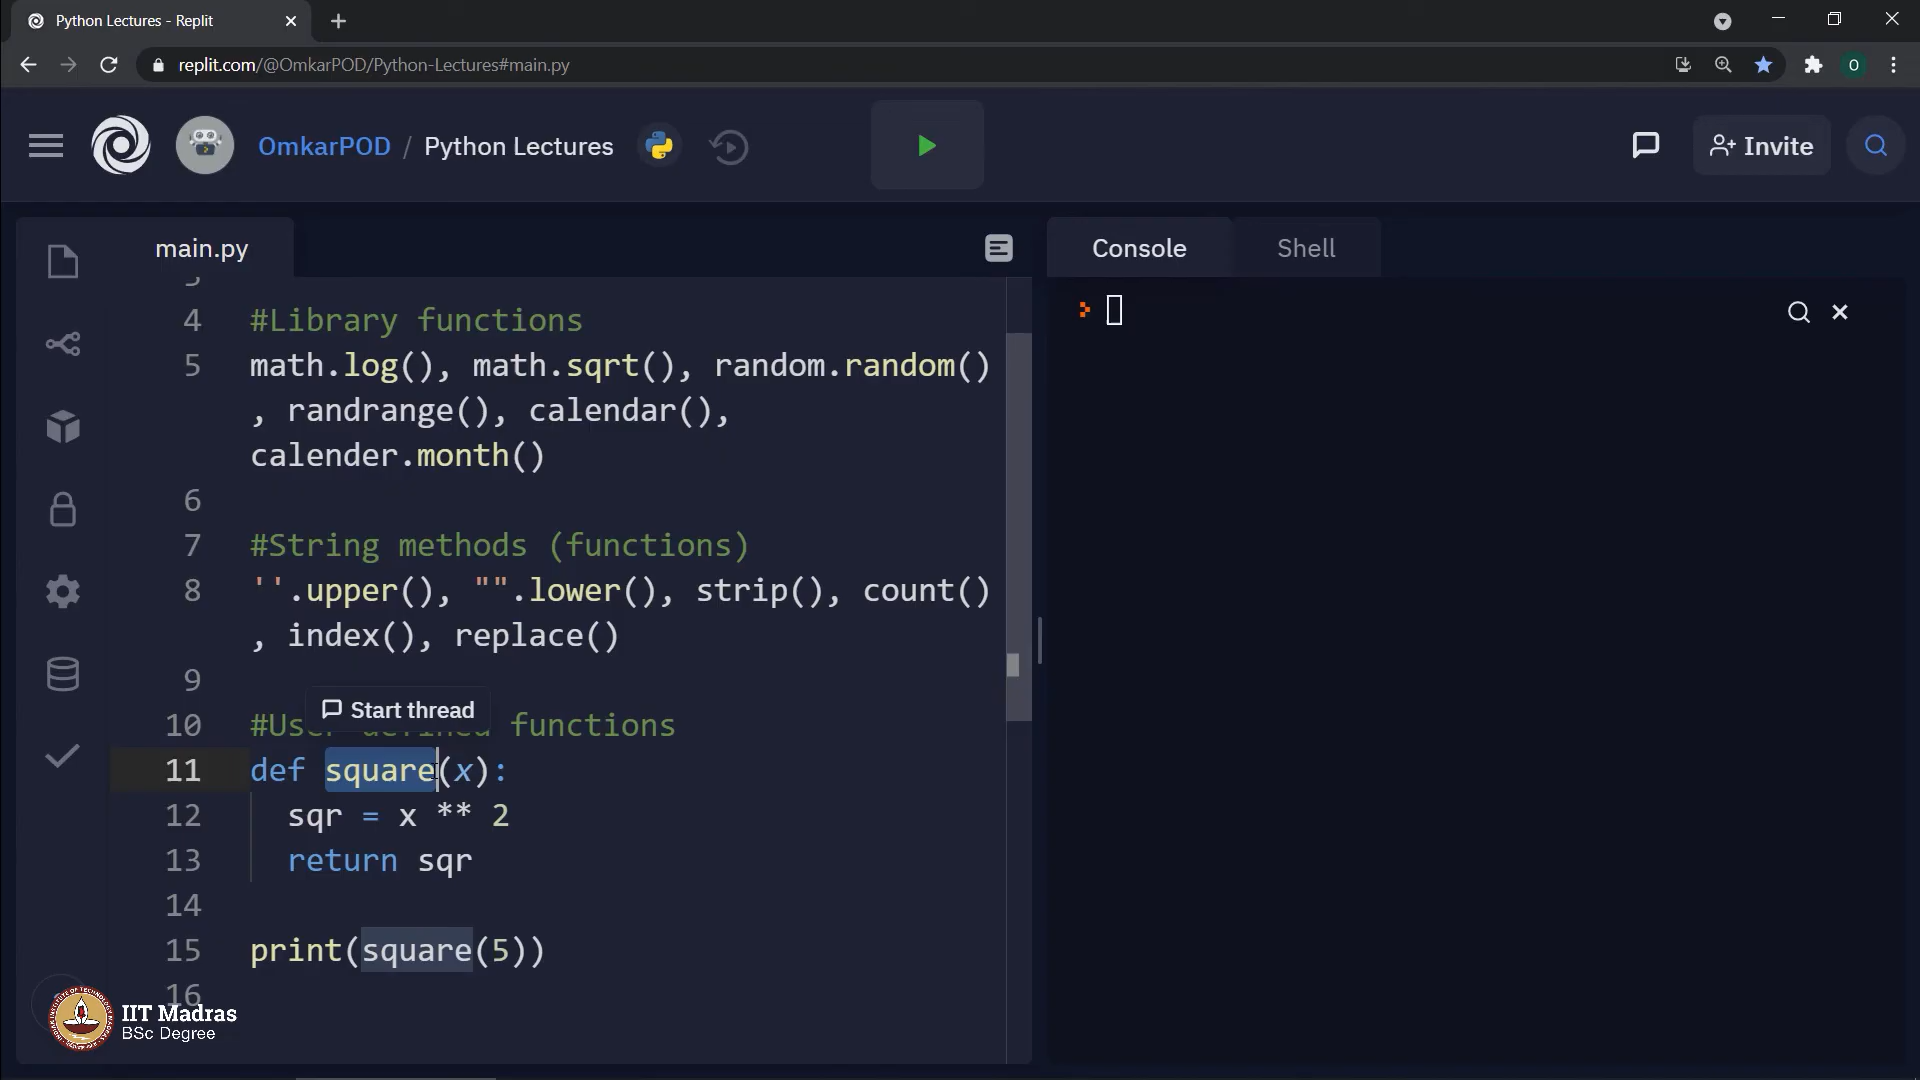 Python Lectures - Replit
replit.com/@OmkarPOD/Python-Lectures#main.py
O
OmkarPOD / Python Lectures
Invite
main.py
Console
Shell
4 #Library functions
5 math.log(), math.sqrt(), random.random()
, randrange(), calendar(),
calender.month()
6
7 #String methods (functions)
8 ''.upper(), "".lower(), strip(), count()
, index(), replace()
9
Start thread
10 #User defined functions
11 def square(x):
12 sqr = x ** 2
13 return sqr
14
15 print(square(5))
16
IIT Madras
BSc Degree